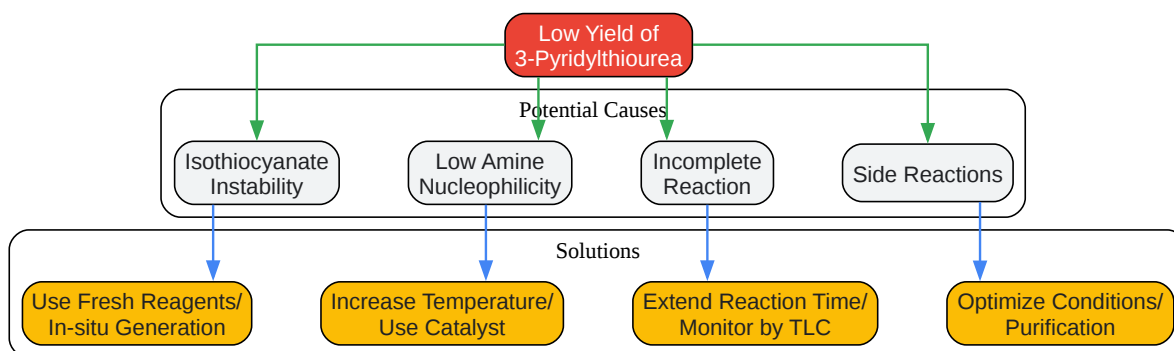 Low Yield of
3-Pyridylthiourea
Potential Causes
Isothiocyanate
Instability
Low Amine
Nucleophilicity
Incomplete
Reaction
Side Reactions
Solutions
Use Fresh Reagents/
In-situ Generation
Increase Temperature/
Use Catalyst
Extend Reaction Time/
Monitor by TLC
Optimize Conditions/
Purification